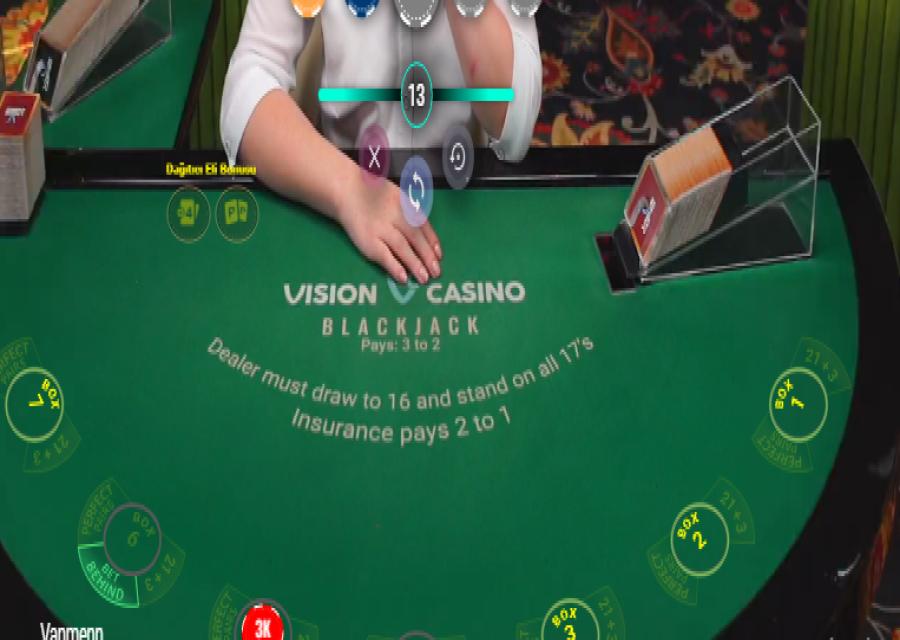 13
X
Dağıtıcı Eli Bonusu
VISION CASINO
BLACKJACK
Pays: 3 to 2
Dealer must draw to 16 and stand on all 17's
Insurance pays 2 to 1
PERFECT PAIRS
BOX 7
21+3
21+3
BOX 1
PERFECT PAIRS
PERFECT PAIRS
BOX 6
21+3
BET BEHIND
21+3
BOX 2
PERFECT PAIRS
Vanmenn
PERFECT
3K
BOX 3
21+